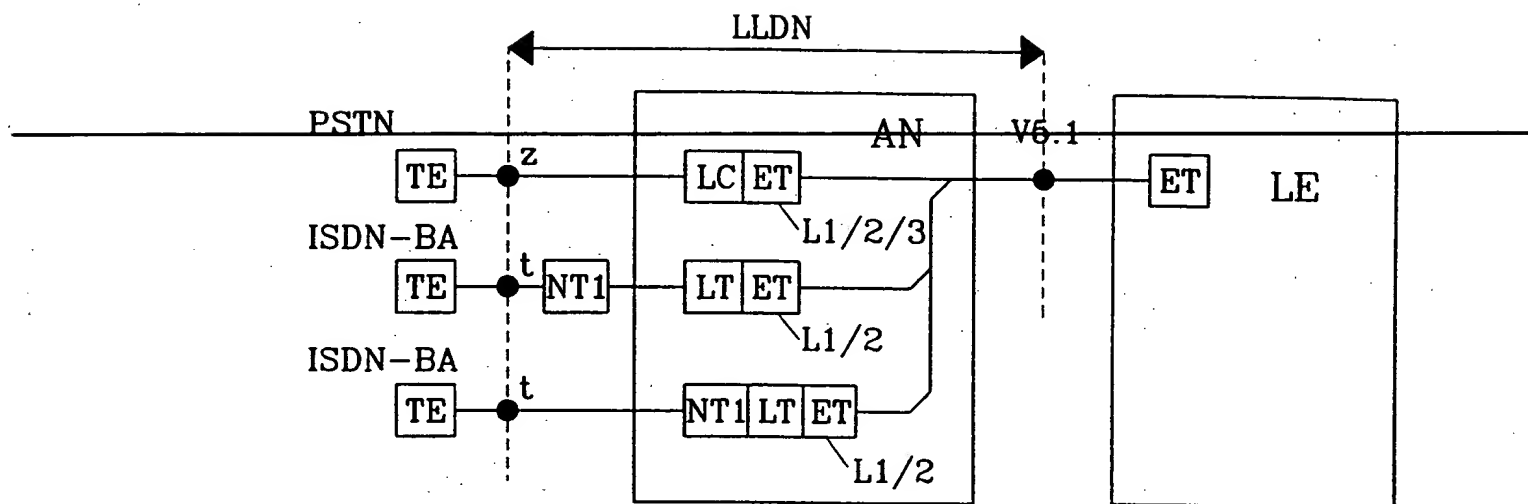 LLDN
PSTN
AN
V5.1
TE
z
LC ET
ET
LE
L1/2/3
ISDN-BA
TE
t
NT1
LT ET
L1/2
ISDN-BA
TE
t
NT1 LT ET
L1/2